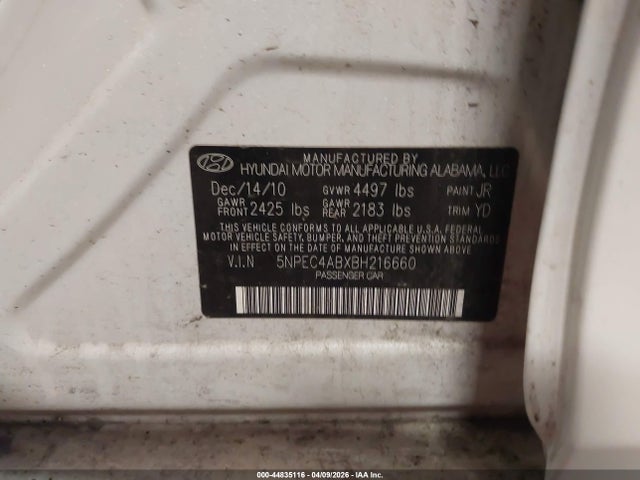 MANUFACTURED BY
HYUNDAI MOTOR MANUFACTURING ALABAMA, LLC
Dec/14/10 GVWR 4497 lbs PAINT JR
GAWR FRONT 2425 lbs GAWR REAR 2183 lbs TRIM YD
THIS VEHICLE CONFORMS TO ALL APPLICABLE U.S.A. FEDERAL
MOTOR VEHICLE SAFETY, BUMPER, AND THEFT PREVENTION STANDARDS
IN EFFECT ON THE DATE OF MANUFACTURE SHOWN ABOVE
V.I.N 5NPEC4ABXBH216660
PASSENGER CAR
000-44835116 - 04/09/2026 - IAA Inc.